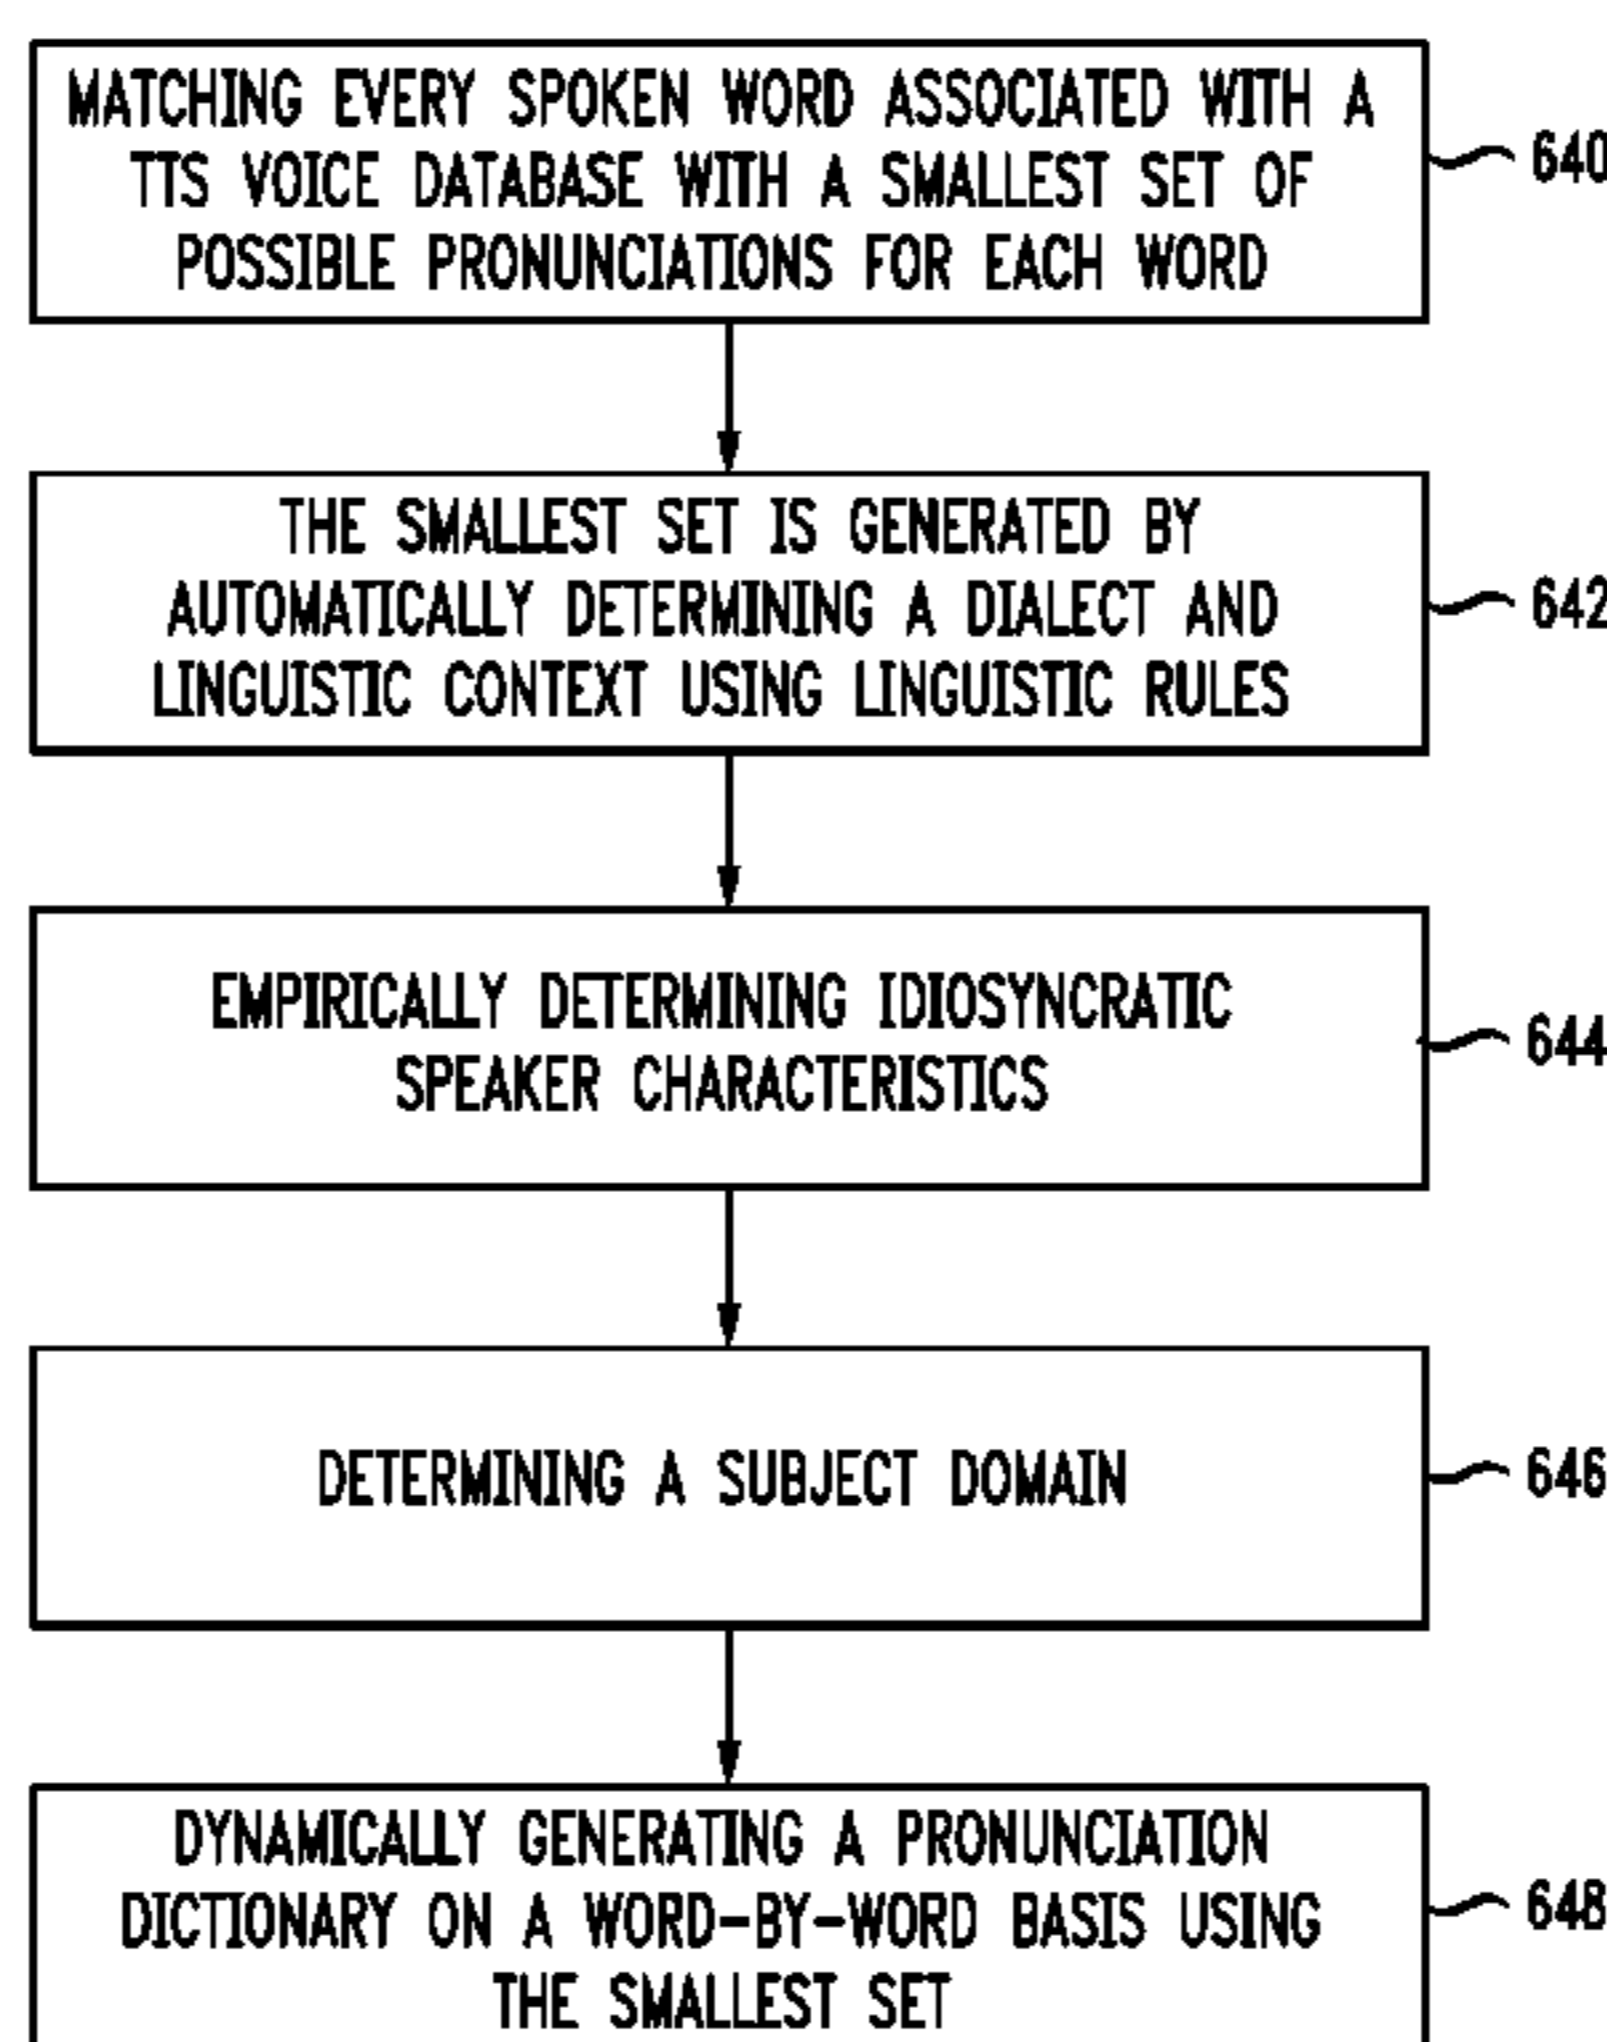 MATCHING EVERY SPOKEN WORD ASSOCIATED WITH A
TTS VOICE DATABASE WITH A SMALLEST SET OF
POSSIBLE PRONUNCIATIONS FOR EACH WORD
640
THE SMALLEST SET IS GENERATED BY
AUTOMATICALLY DETERMINING A DIALECT AND
LINGUISTIC CONTEXT USING LINGUISTIC RULES
642
EMPIRICALLY DETERMINING IDIOSYNCRATIC
SPEAKER CHARACTERISTICS
644
DETERMINING A SUBJECT DOMAIN
646
DYNAMICALLY GENERATING A PRONUNCIATION
DICTIONARY ON A WORD-BY-WORD BASIS USING
THE SMALLEST SET
648